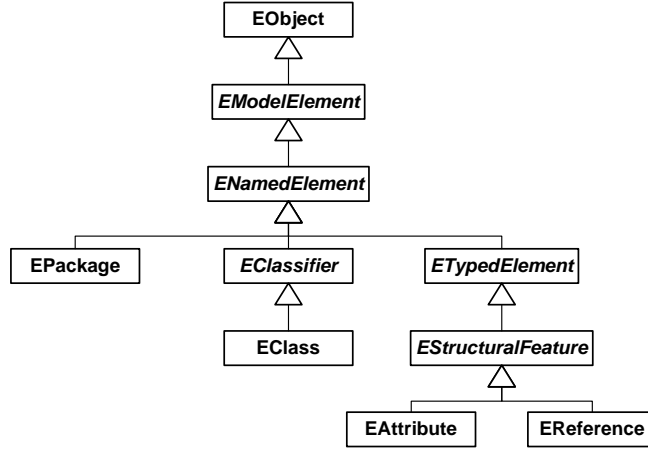 EObject
EModelElement
ENamedElement
EPackage
EClassifier
ETypedElement
EClass
EStructuralFeature
EAttribute
EReference